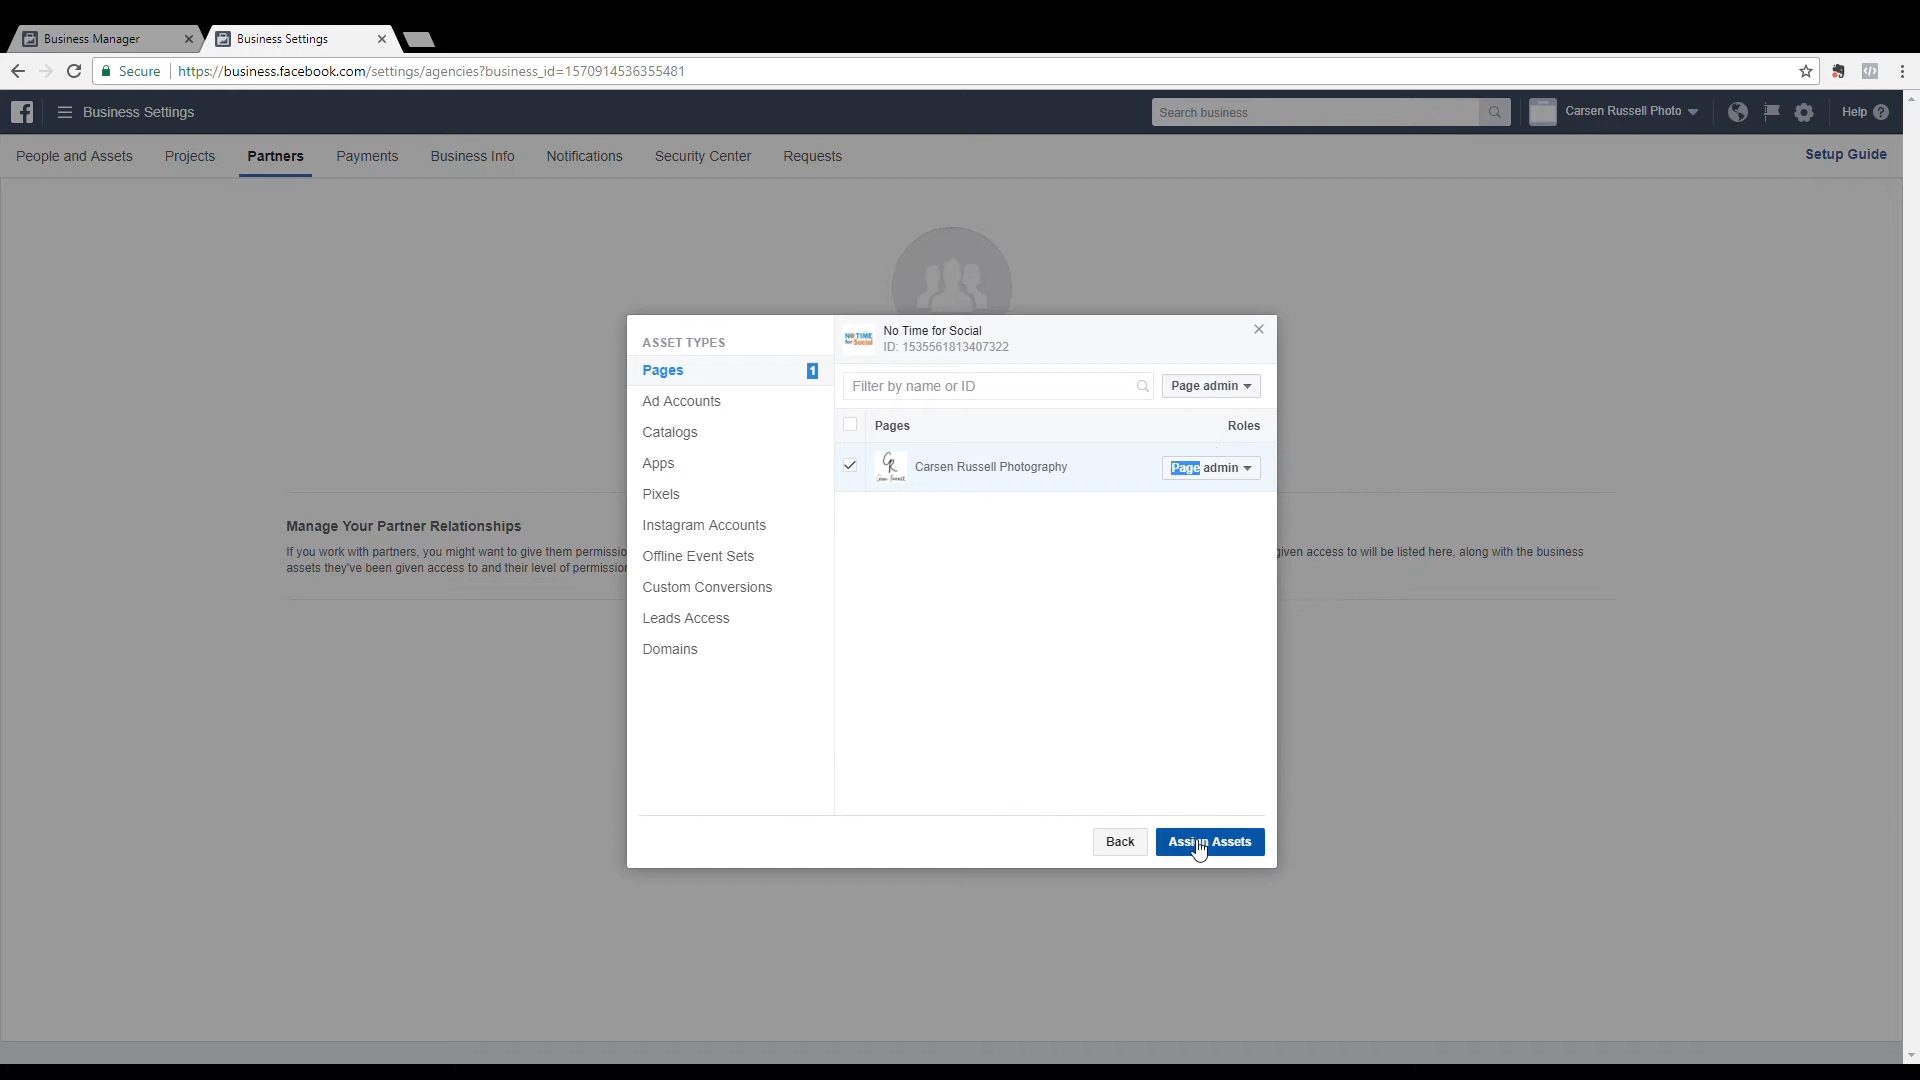 Business Manager
Business Settings
Secure
https://business.facebook.com/settings/agencies?business_id=1570914536355481
Business Settings
Search business
Carsen Russell Photo
Help
People and Assets
Projects
Partners
Payments
Business Info
Notifications
Security Center
Requests
Setup Guide
Manage Your Partner Relationships
If you work with partners, you might want to give them
given access to will be listed here, along with the business
assets they've been given access to and their level of
ASSET TYPES
Pages 1
Ad Accounts
Catalogs
Apps
Pixels
Instagram Accounts
Offline Event Sets
Custom Conversions
Leads Access
Domains
NO TIME
for Social
No Time for Social
ID: 1535561813407322
Filter by name or ID
Page admin
Pages
Roles
CR
Carsen Russell Photography
Page admin
Back
Assign Assets